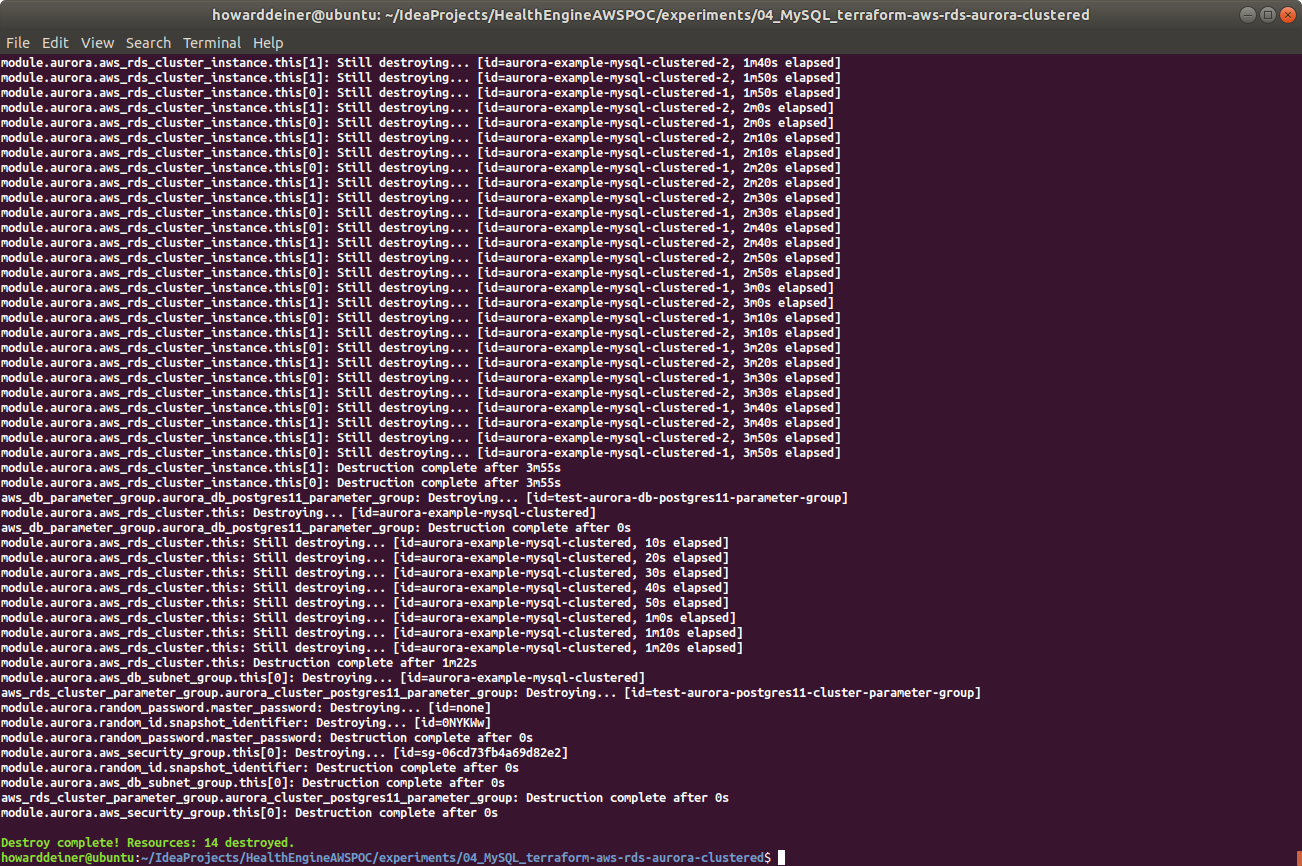 howarddeiner@ubuntu: ~/IdeaProjects/HealthEngineAWSPOC/experiments/04_MySQL_terraform-aws-rds-aurora-clustered
File Edit View Search Terminal Help
module.aurora.aws_rds_cluster_instance.this[1]: Still destroying... [id=aurora-example-mysql-clustered-2, 1m40s elapsed]
module.aurora.aws_rds_cluster_instance.this[1]: Still destroying... [id=aurora-example-mysql-clustered-2, 1m50s elapsed]
module.aurora.aws_rds_cluster_instance.this[0]: Still destroying... [id=aurora-example-mysql-clustered-1, 1m50s elapsed]
module.aurora.aws_rds_cluster_instance.this[1]: Still destroying... [id=aurora-example-mysql-clustered-2, 2m0s elapsed]
module.aurora.aws_rds_cluster_instance.this[0]: Still destroying... [id=aurora-example-mysql-clustered-1, 2m0s elapsed]
module.aurora.aws_rds_cluster_instance.this[1]: Still destroying... [id=aurora-example-mysql-clustered-2, 2m10s elapsed]
module.aurora.aws_rds_cluster_instance.this[0]: Still destroying... [id=aurora-example-mysql-clustered-1, 2m10s elapsed]
module.aurora.aws_rds_cluster_instance.this[0]: Still destroying... [id=aurora-example-mysql-clustered-1, 2m20s elapsed]
module.aurora.aws_rds_cluster_instance.this[1]: Still destroying... [id=aurora-example-mysql-clustered-2, 2m20s elapsed]
module.aurora.aws_rds_cluster_instance.this[1]: Still destroying... [id=aurora-example-mysql-clustered-2, 2m30s elapsed]
module.aurora.aws_rds_cluster_instance.this[0]: Still destroying... [id=aurora-example-mysql-clustered-1, 2m30s elapsed]
module.aurora.aws_rds_cluster_instance.this[0]: Still destroying... [id=aurora-example-mysql-clustered-1, 2m40s elapsed]
module.aurora.aws_rds_cluster_instance.this[1]: Still destroying... [id=aurora-example-mysql-clustered-2, 2m40s elapsed]
module.aurora.aws_rds_cluster_instance.this[1]: Still destroying... [id=aurora-example-mysql-clustered-2, 2m50s elapsed]
module.aurora.aws_rds_cluster_instance.this[0]: Still destroying... [id=aurora-example-mysql-clustered-1, 2m50s elapsed]
module.aurora.aws_rds_cluster_instance.this[0]: Still destroying... [id=aurora-example-mysql-clustered-1, 3m0s elapsed]
module.aurora.aws_rds_cluster_instance.this[1]: Still destroying... [id=aurora-example-mysql-clustered-2, 3m0s elapsed]
module.aurora.aws_rds_cluster_instance.this[0]: Still destroying... [id=aurora-example-mysql-clustered-1, 3m10s elapsed]
module.aurora.aws_rds_cluster_instance.this[1]: Still destroying... [id=aurora-example-mysql-clustered-2, 3m10s elapsed]
module.aurora.aws_rds_cluster_instance.this[0]: Still destroying... [id=aurora-example-mysql-clustered-1, 3m20s elapsed]
module.aurora.aws_rds_cluster_instance.this[1]: Still destroying... [id=aurora-example-mysql-clustered-2, 3m20s elapsed]
module.aurora.aws_rds_cluster_instance.this[0]: Still destroying... [id=aurora-example-mysql-clustered-1, 3m30s elapsed]
module.aurora.aws_rds_cluster_instance.this[1]: Still destroying... [id=aurora-example-mysql-clustered-2, 3m30s elapsed]
module.aurora.aws_rds_cluster_instance.this[0]: Still destroying... [id=aurora-example-mysql-clustered-1, 3m40s elapsed]
module.aurora.aws_rds_cluster_instance.this[1]: Still destroying... [id=aurora-example-mysql-clustered-2, 3m40s elapsed]
module.aurora.aws_rds_cluster_instance.this[1]: Still destroying... [id=aurora-example-mysql-clustered-2, 3m50s elapsed]
module.aurora.aws_rds_cluster_instance.this[0]: Still destroying... [id=aurora-example-mysql-clustered-1, 3m50s elapsed]
module.aurora.aws_rds_cluster_instance.this[1]: Destruction complete after 3m55s
module.aurora.aws_rds_cluster_instance.this[0]: Destruction complete after 3m55s
aws_db_parameter_group.aurora_db_postgres11_parameter_group: Destroying... [id=test-aurora-db-postgres11-parameter-group]
module.aurora.aws_rds_cluster.this: Destroying... [id=aurora-example-mysql-clustered]
aws_db_parameter_group.aurora_db_postgres11_parameter_group: Destruction complete after 0s
module.aurora.aws_rds_cluster.this: Still destroying... [id=aurora-example-mysql-clustered, 10s elapsed]
module.aurora.aws_rds_cluster.this: Still destroying... [id=aurora-example-mysql-clustered, 20s elapsed]
module.aurora.aws_rds_cluster.this: Still destroying... [id=aurora-example-mysql-clustered, 30s elapsed]
module.aurora.aws_rds_cluster.this: Still destroying... [id=aurora-example-mysql-clustered, 40s elapsed]
module.aurora.aws_rds_cluster.this: Still destroying... [id=aurora-example-mysql-clustered, 50s elapsed]
module.aurora.aws_rds_cluster.this: Still destroying... [id=aurora-example-mysql-clustered, 1m0s elapsed]
module.aurora.aws_rds_cluster.this: Still destroying... [id=aurora-example-mysql-clustered, 1m10s elapsed]
module.aurora.aws_rds_cluster.this: Still destroying... [id=aurora-example-mysql-clustered, 1m20s elapsed]
module.aurora.aws_rds_cluster.this: Destruction complete after 1m22s
module.aurora.aws_db_subnet_group.this[0]: Destroying... [id=aurora-example-mysql-clustered]
aws_rds_cluster_parameter_group.aurora_cluster_postgres11_parameter_group: Destroying... [id=test-aurora-postgres11-cluster-parameter-group]
module.aurora.random_password.master_password: Destroying... [id=none]
module.aurora.random_id.snapshot_identifier: Destroying... [id=0NYKWw]
module.aurora.random_password.master_password: Destruction complete after 0s
module.aurora.aws_security_group.this[0]: Destroying... [id=sg-06cd73fb4a69d82e2]
module.aurora.random_id.snapshot_identifier: Destruction complete after 0s
module.aurora.aws_db_subnet_group.this[0]: Destruction complete after 0s
aws_rds_cluster_parameter_group.aurora_cluster_postgres11_parameter_group: Destruction complete after 0s
module.aurora.aws_security_group.this[0]: Destruction complete after 0s
Destroy complete! Resources: 14 destroyed.
howarddeiner@ubuntu:~/IdeaProjects/HealthEngineAWSPOC/experiments/04_MySQL_terraform-aws-rds-aurora-clustered$